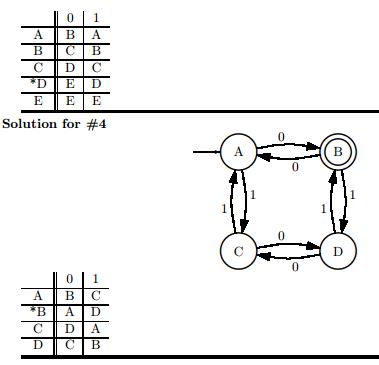 0 1
A B A
B C B
C D C
*D E D
E E E
Solution for #4
0
A B
0
1 1 1 1
0
C D
0
0 1
A B C
*B A D
C D A
D C B